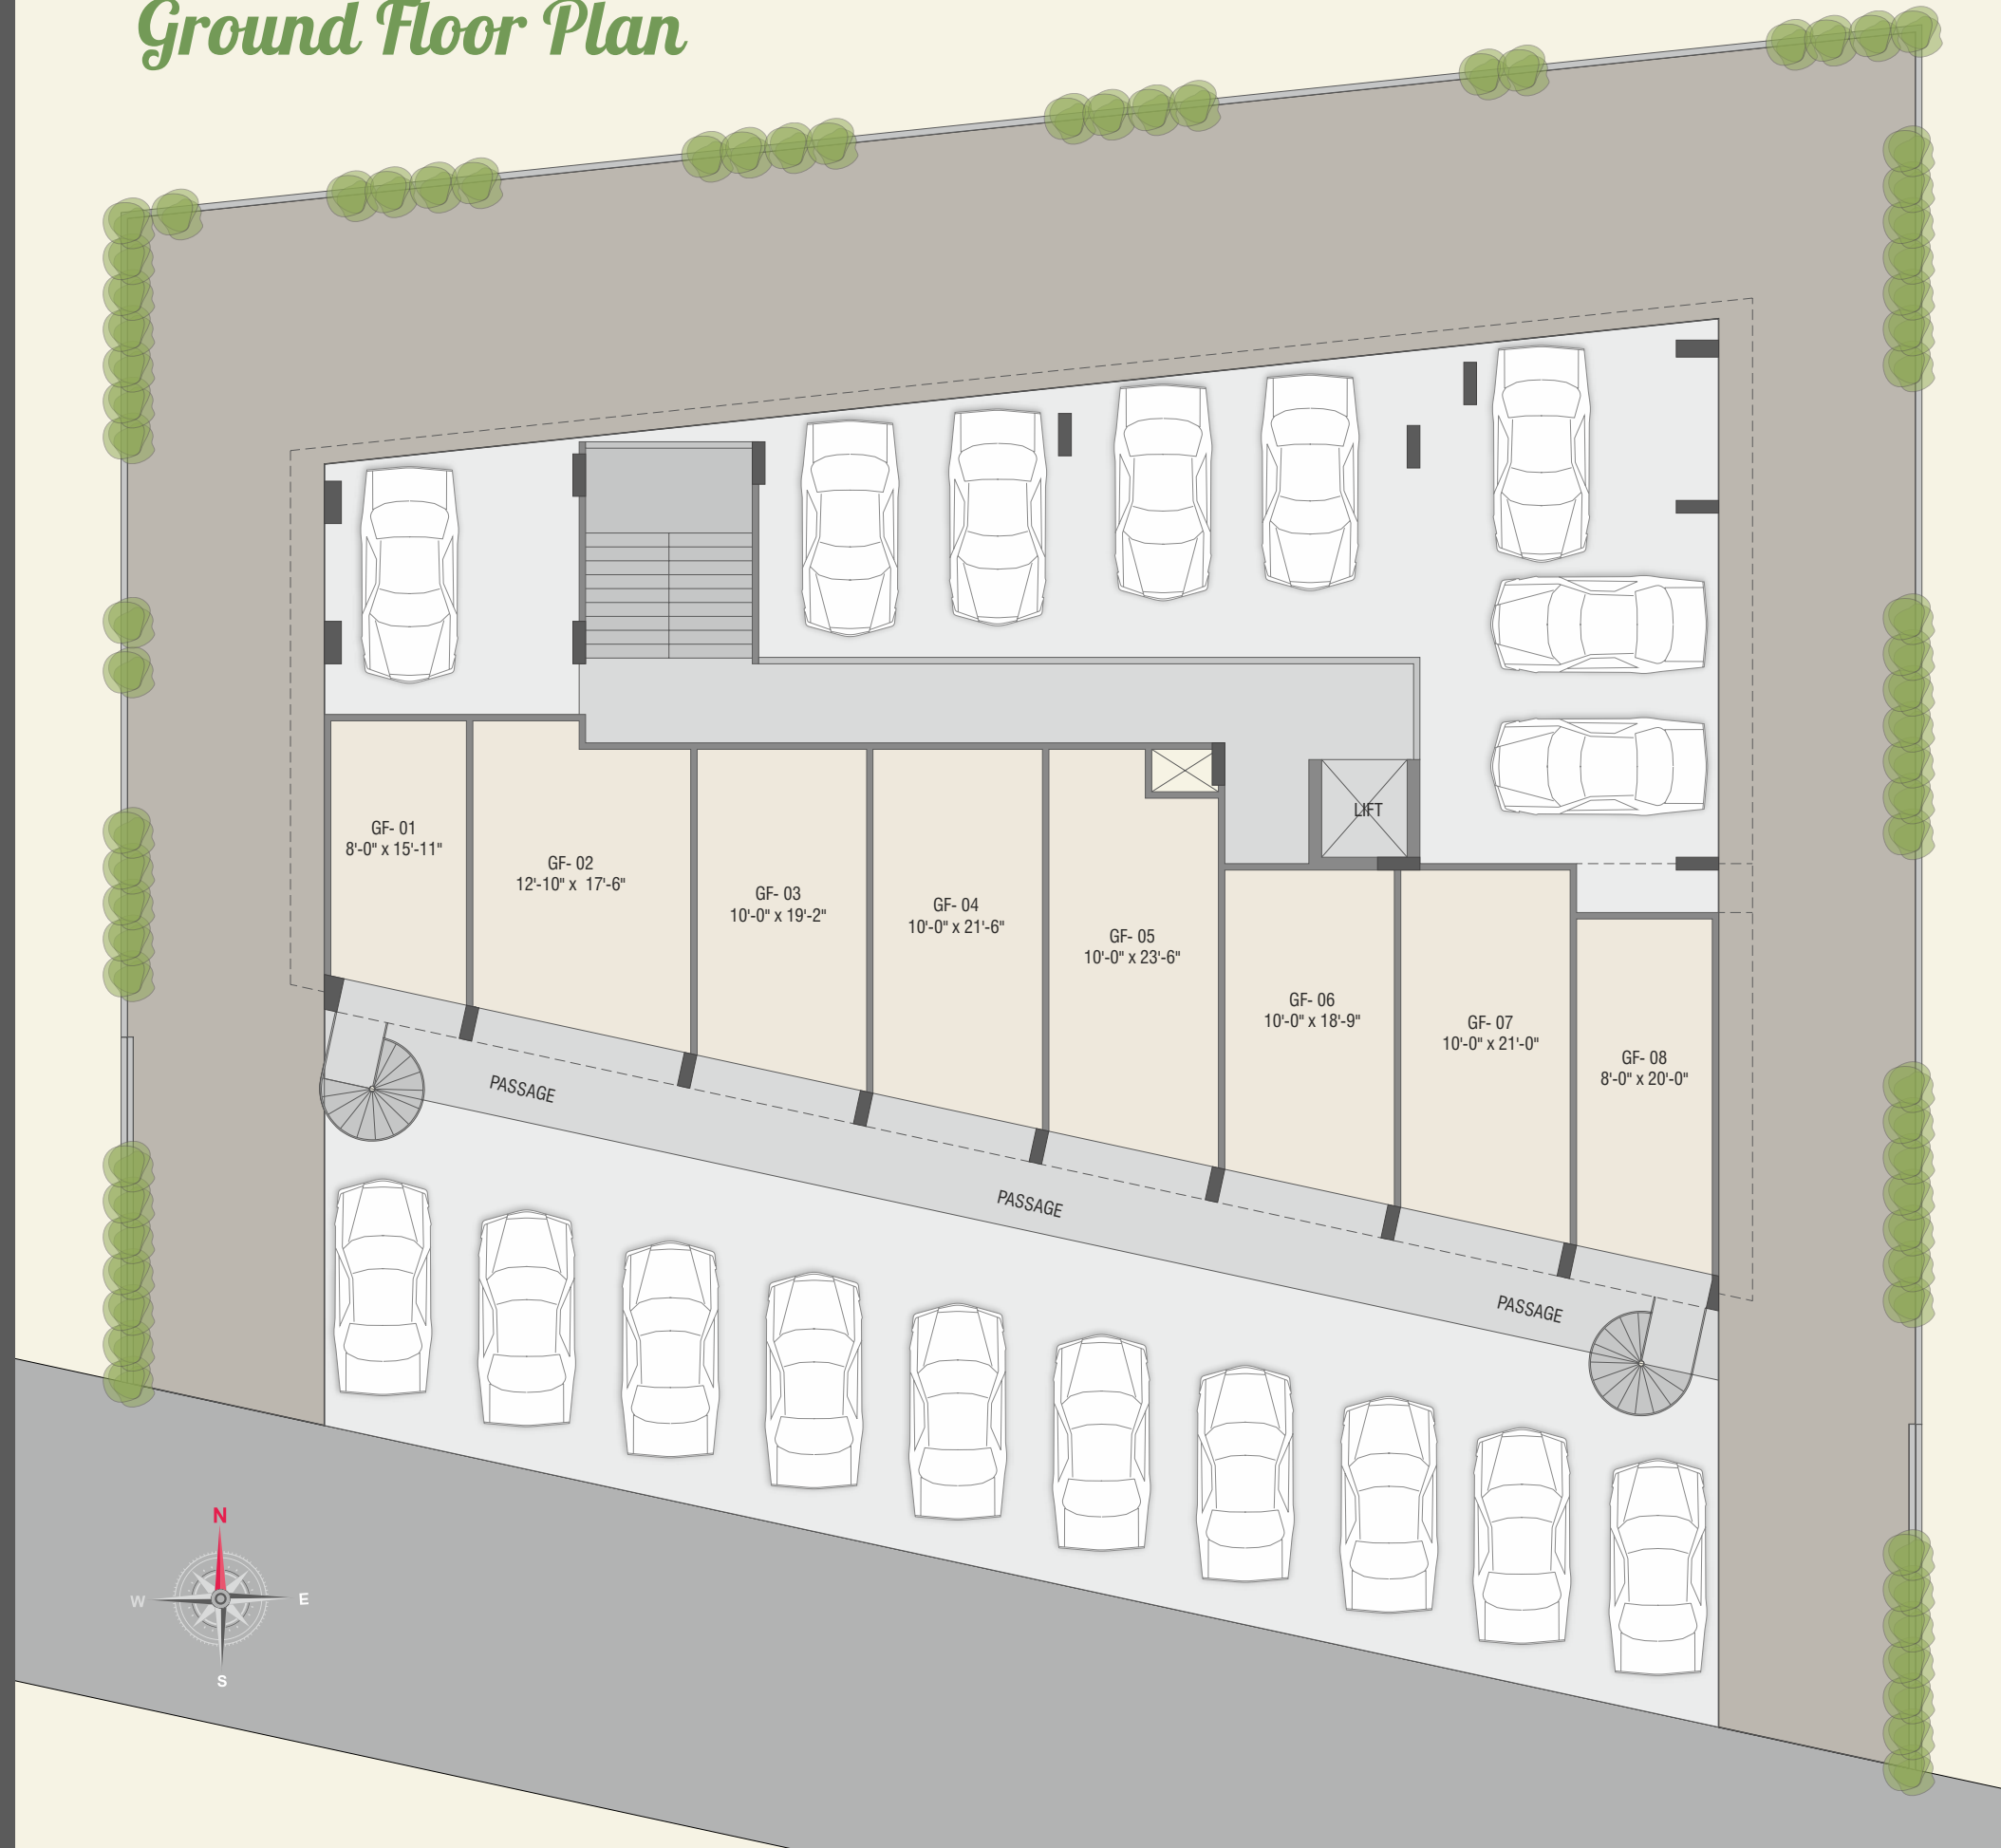 Ground Floor Plan
LIFT
GF- 01
8'-0" x 15'-11"
GF- 02
12'-10" x 17'-6"
GF- 03
10'-0" x 19'-2"
GF- 04
10'-0" x 21'-6"
GF- 05
10'-0" x 23'-6"
GF- 06
10'-0" x 18'-9"
GF- 07
10'-0" x 21'-0"
GF- 08
8'-0" x 20'-0"
PASSAGE
PASSAGE
PASSAGE
N
W
E
S